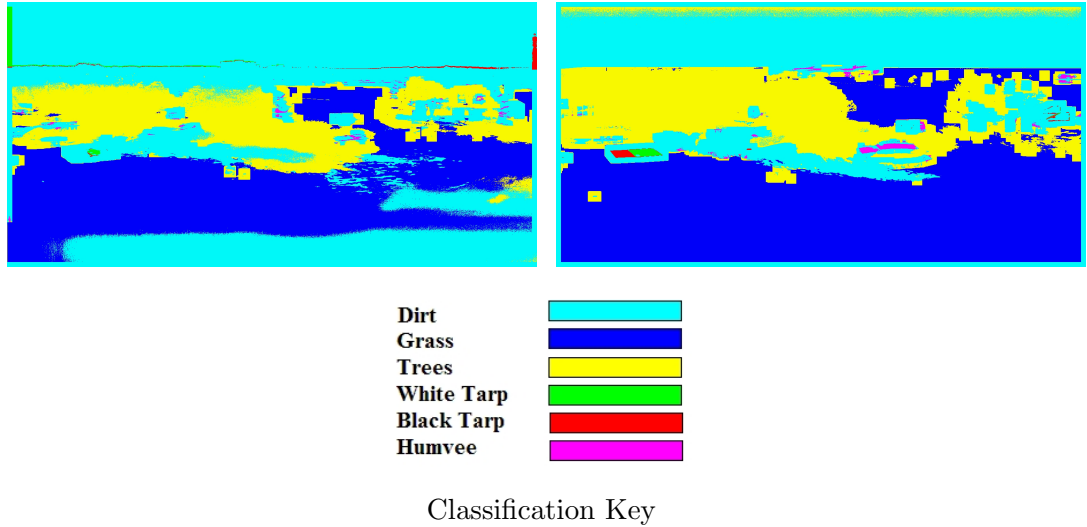 Dirt
Grass
Trees
White Tarp
Black Tarp
Humvee
Classification Key